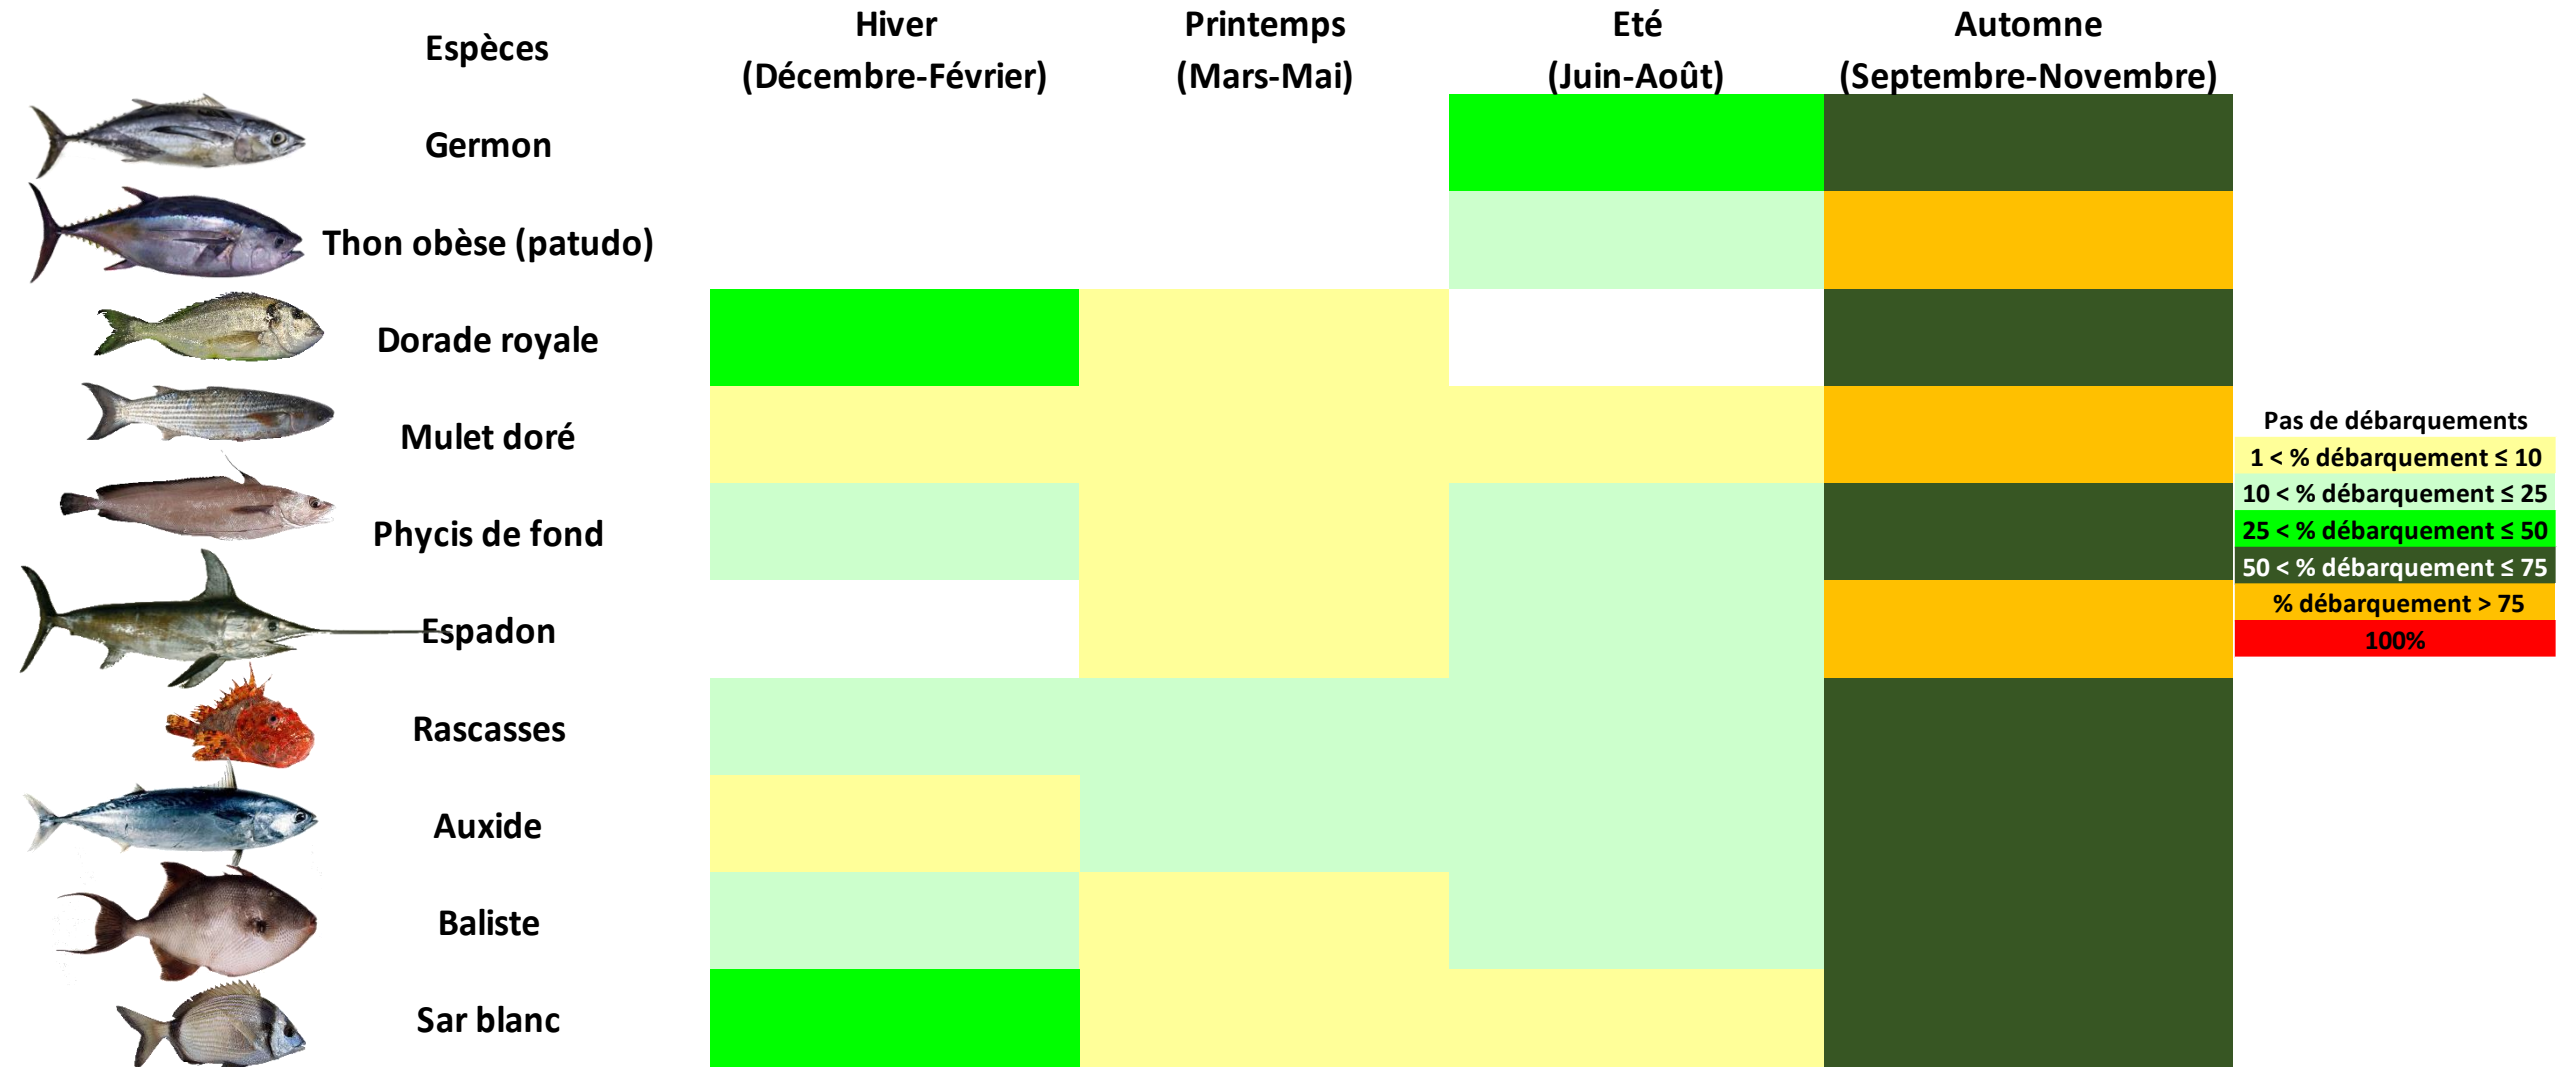 Espèces
Hiver
(Décembre-Février)
Printemps
(Mars-Mai)
Eté
(Juin-Août)
Automne
(Septembre-Novembre)
Germon
Thon obèse (patudo)
Dorade royale
Mulet doré
Phycis de fond
Espadon
Rascasses
Auxide
Baliste
Sar blanc
Pas de débarquements
1 < % débarquement ≤ 10
10 < % débarquement ≤ 25
25 < % débarquement ≤ 50
50 < % débarquement ≤ 75
% débarquement > 75
100%